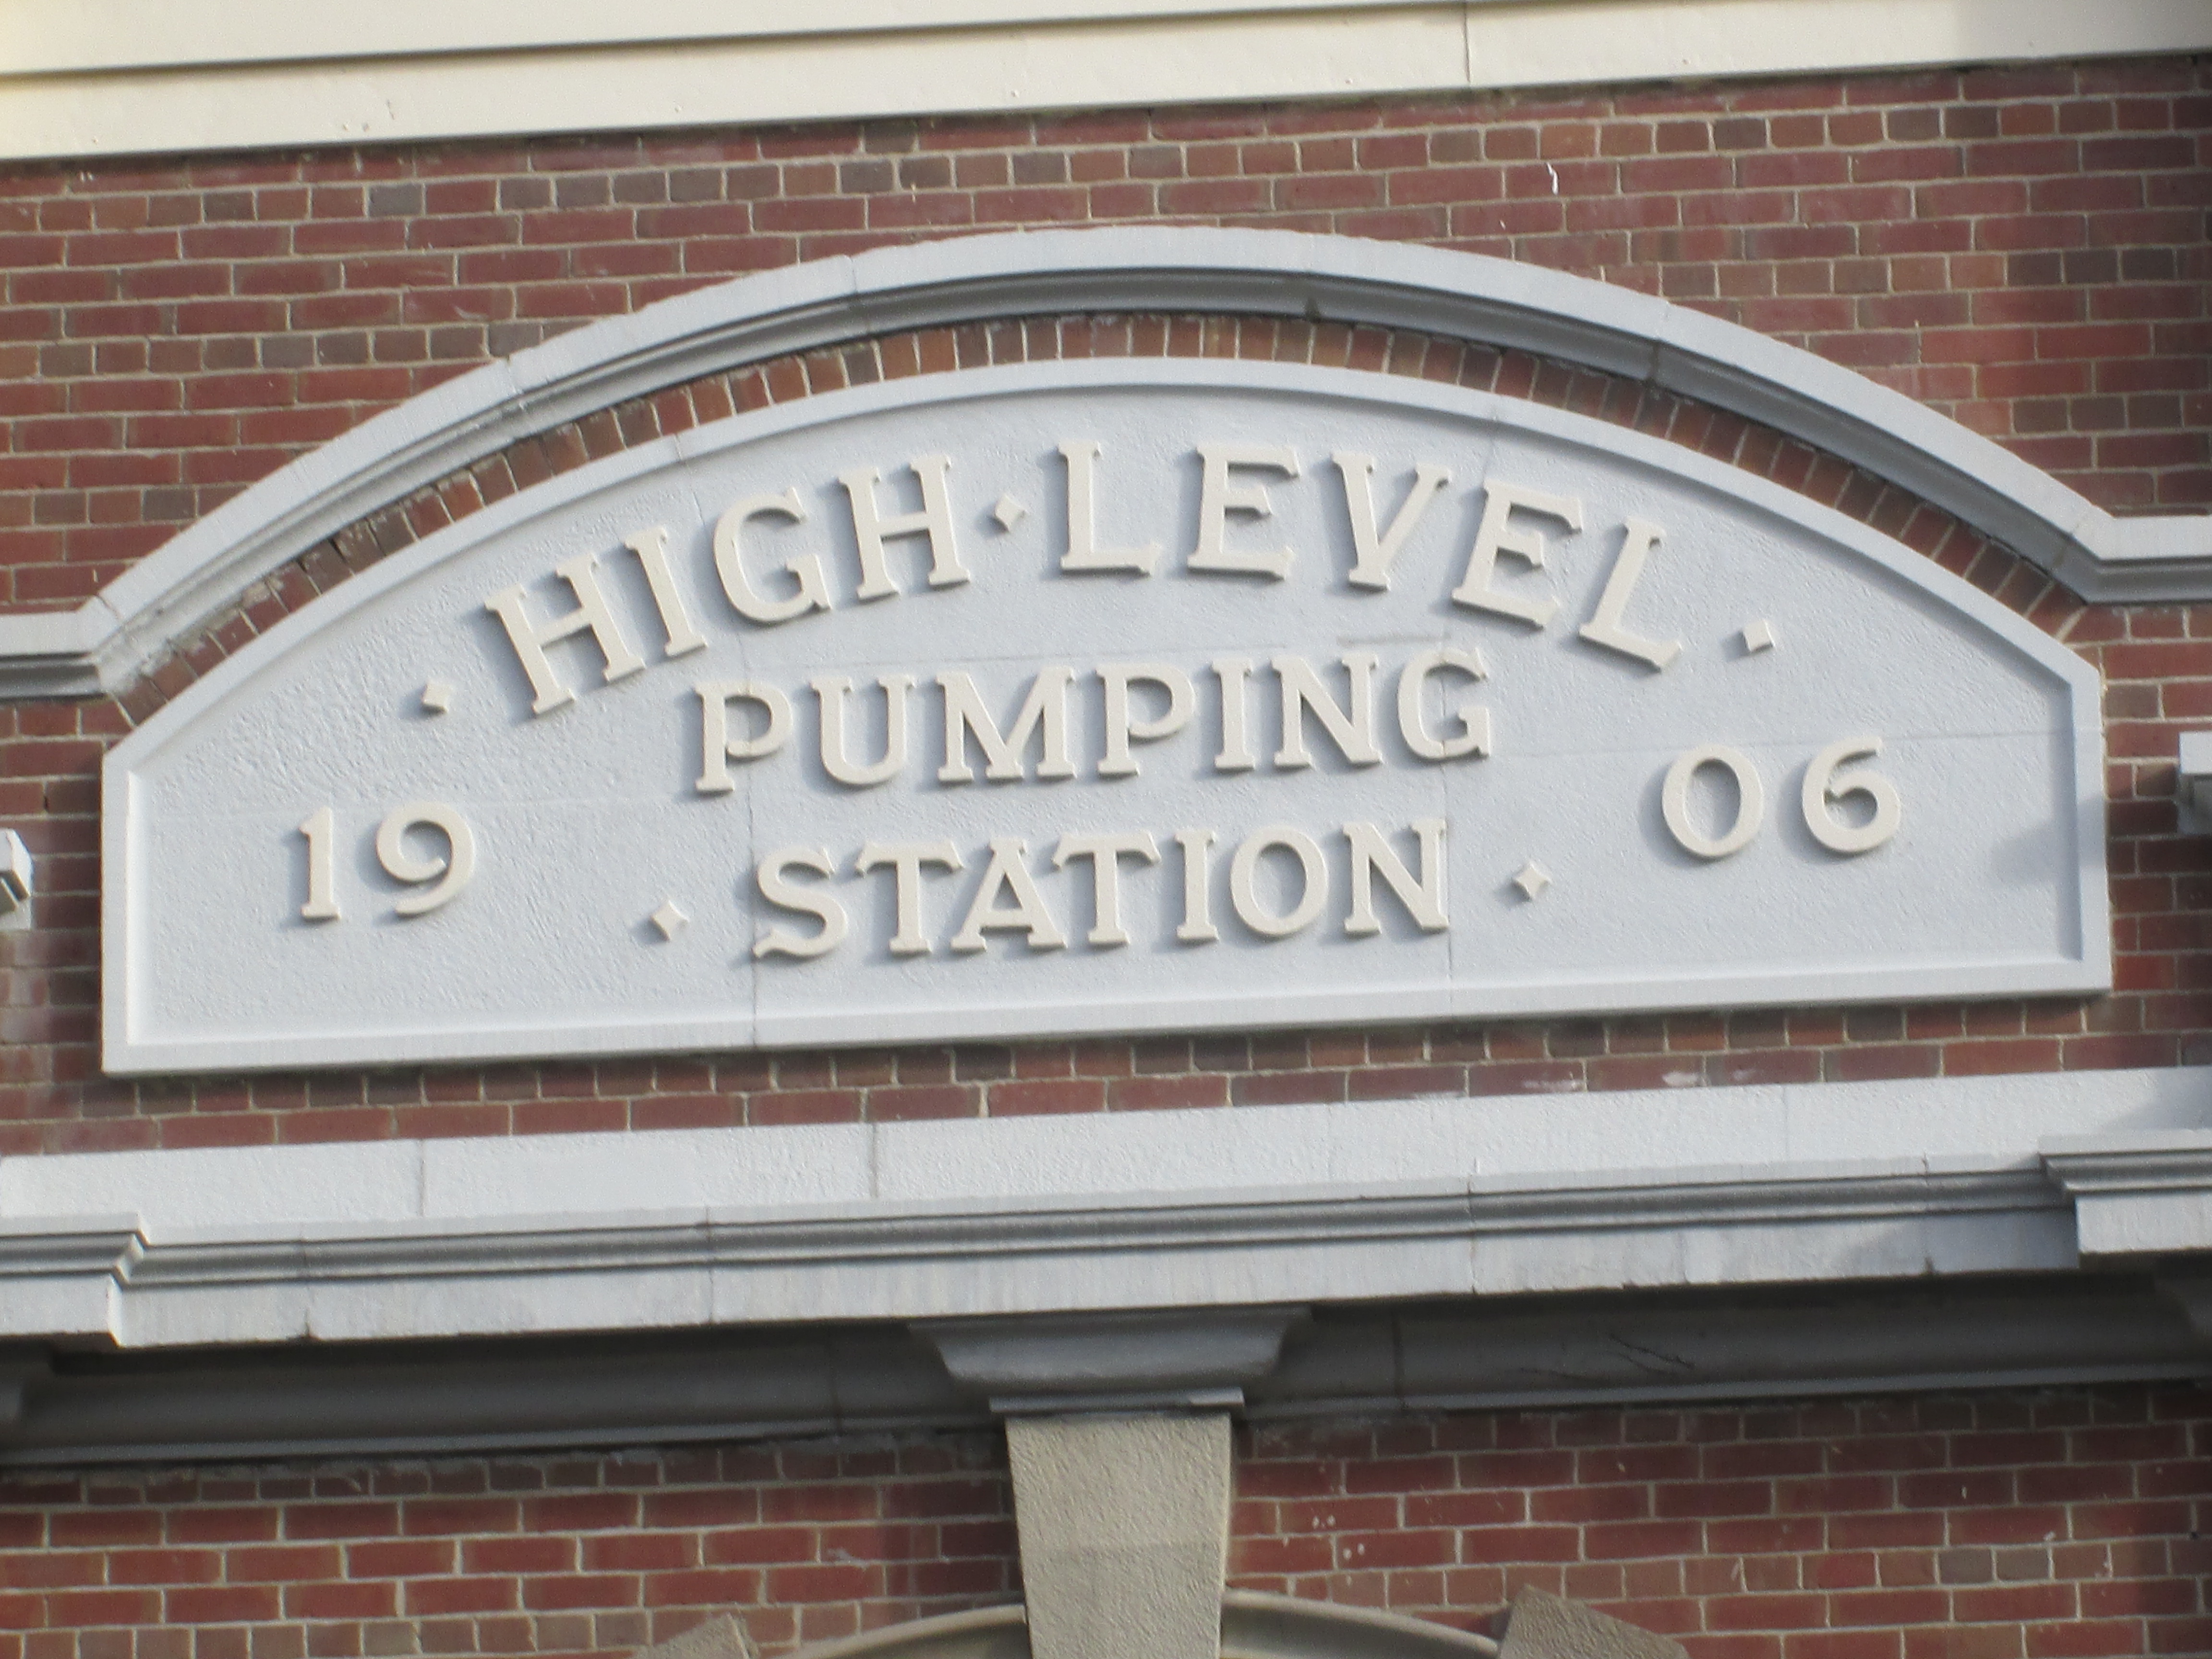 HIGH·LEVEL
PUMPING
19 06
STATION